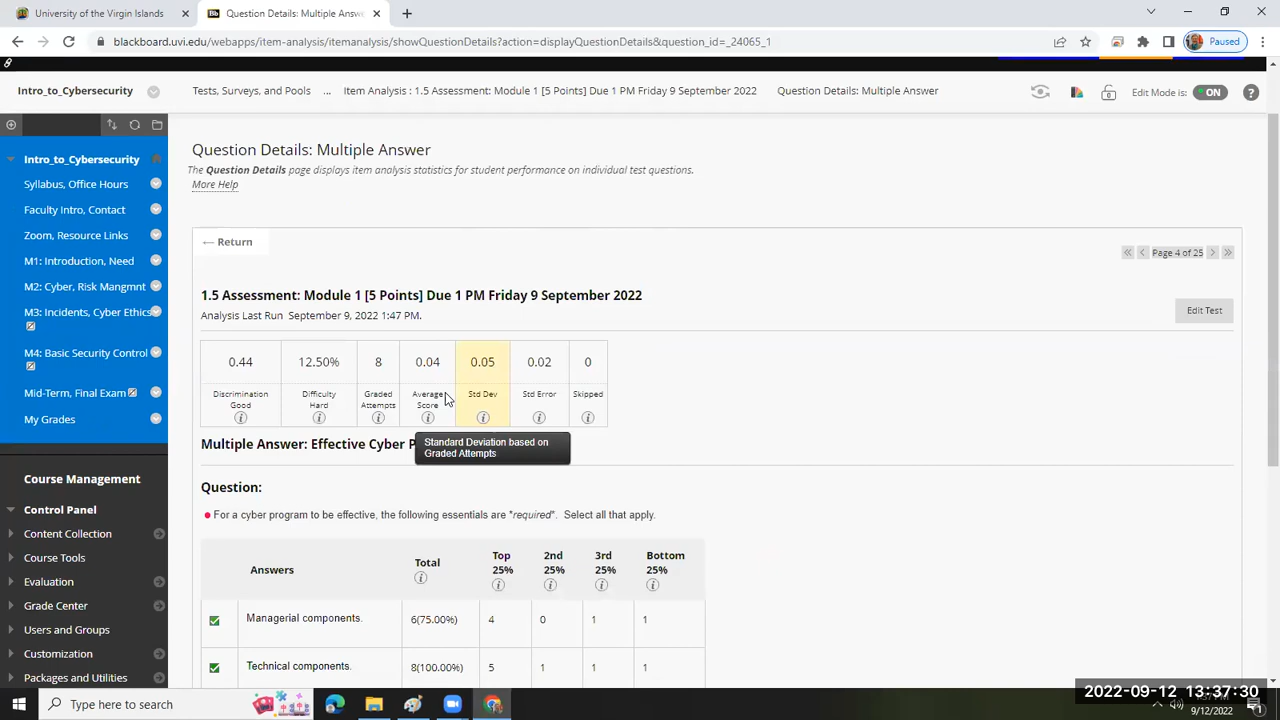 University of the Virgin Islands
Question Details: Multiple Answe
blackboard.uvi.edu/webapps/item-analysis/itemanalysis/showQuestionDetails?action=displayQuestionDetails&question_id=_24065_1
Paused
Intro_to_Cybersecurity
Tests, Surveys, and Pools ... Item Analysis : 1.5 Assessment: Module 1 [5 Points] Due 1 PM Friday 9 September 2022 Question Details: Multiple Answer
Edit Mode is: ON
Intro_to_Cybersecurity
Syllabus, Office Hours
Faculty Intro, Contact
Zoom, Resource Links
M1: Introduction, Need
M2: Cyber, Risk Mangmnt
M3: Incidents, Cyber Ethics
M4: Basic Security Control
Mid-Term, Final Exam
My Grades
Course Management
Control Panel
Content Collection
Course Tools
Evaluation
Grade Center
Users and Groups
Customization
Packages and Utilities
Question Details: Multiple Answer
The Question Details page displays item analysis statistics for student performance on individual test questions.
More Help
← Return
Page 4 of 25
1.5 Assessment: Module 1 [5 Points] Due 1 PM Friday 9 September 2022
Analysis Last Run September 9, 2022 1:47 PM.
Edit Test
0.44 12.50% 8 0.04 0.05 0.02 0
Discrimination Difficulty Graded Average Std Dev Std Error Skipped
Good Hard Attempts Score
Multiple Answer: Effective Cyber P
Standard Deviation based on
Graded Attempts
Question:
For a cyber program to be effective, the following essentials are "required". Select all that apply.
Answers Total Top 25% 2nd 25% 3rd 25% Bottom 25%
Managerial components. 6(75.00%) 4 0 1 1
Technical components. 8(100.00%) 5 1 1 1
Type here to search
2022-09-12 13:37:30
9/12/2022